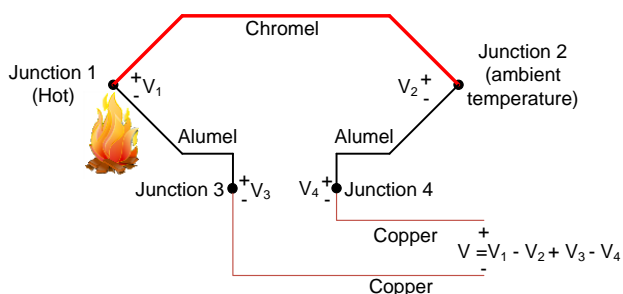 Chromel
Junction 1
(Hot)
+
-
V₁
V₂
+
-
Junction 2
(ambient
temperature)
Alumel
Alumel
Junction 3
+
-
V₃
V₄
+
-
Junction 4
Copper
+
V =V₁ - V₂ + V₃ - V₄
-
Copper